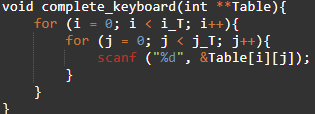 void complete_keyboard(int **Table){
    for (i = 0; i < i_T; i++){
        for (j = 0; j < j_T; j++){
            scanf ("%d", &Table[i][j]);
        }
    }
}